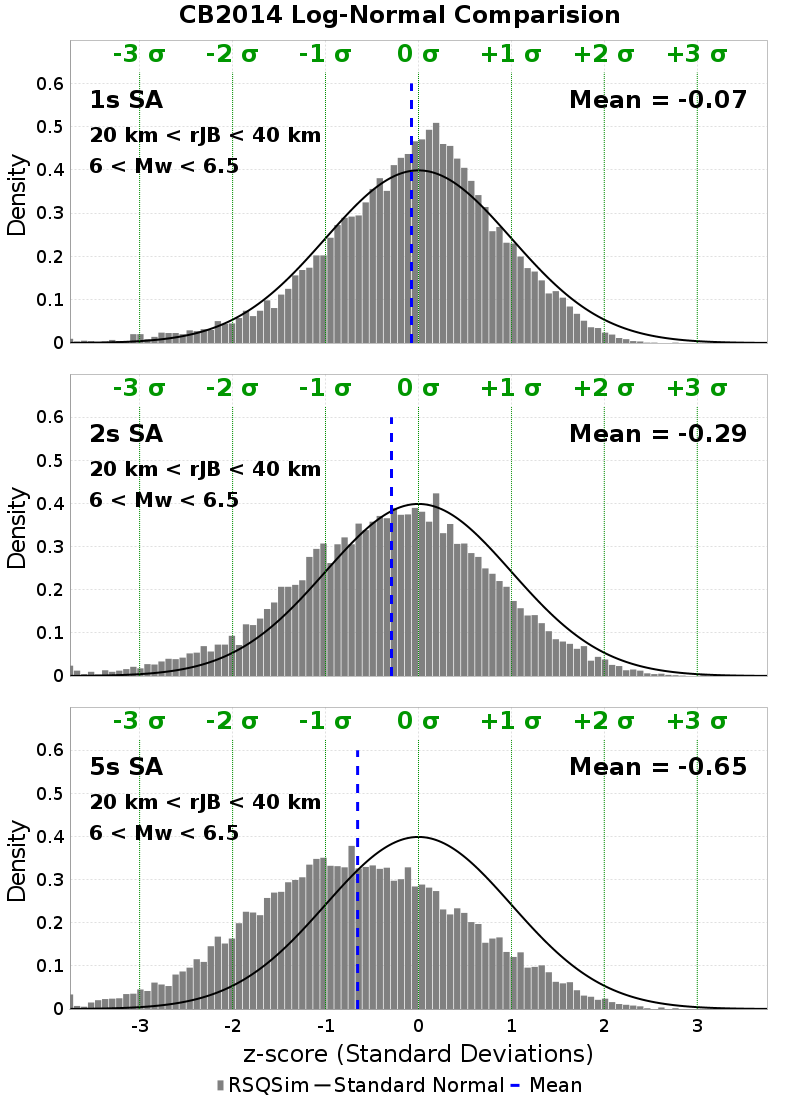 CB2014 Log-Normal Comparision
-3 σ -2 σ -1 σ 0 σ +1 σ +2 σ +3 σ
1s SA Mean = -0.07
20 km < rJB < 40 km
6 < Mw < 6.5
Density
0.6
0.5
0.4
0.3
0.2
0.1
0
-3 σ -2 σ -1 σ 0 σ +1 σ +2 σ +3 σ
2s SA Mean = -0.29
20 km < rJB < 40 km
6 < Mw < 6.5
Density
0.6
0.5
0.4
0.3
0.2
0.1
0
-3 σ -2 σ -1 σ 0 σ +1 σ +2 σ +3 σ
5s SA Mean = -0.65
20 km < rJB < 40 km
6 < Mw < 6.5
Density
0.6
0.5
0.4
0.3
0.2
0.1
0
-3 -2 -1 0 1 2 3
z-score (Standard Deviations)
RSQSim Standard Normal Mean